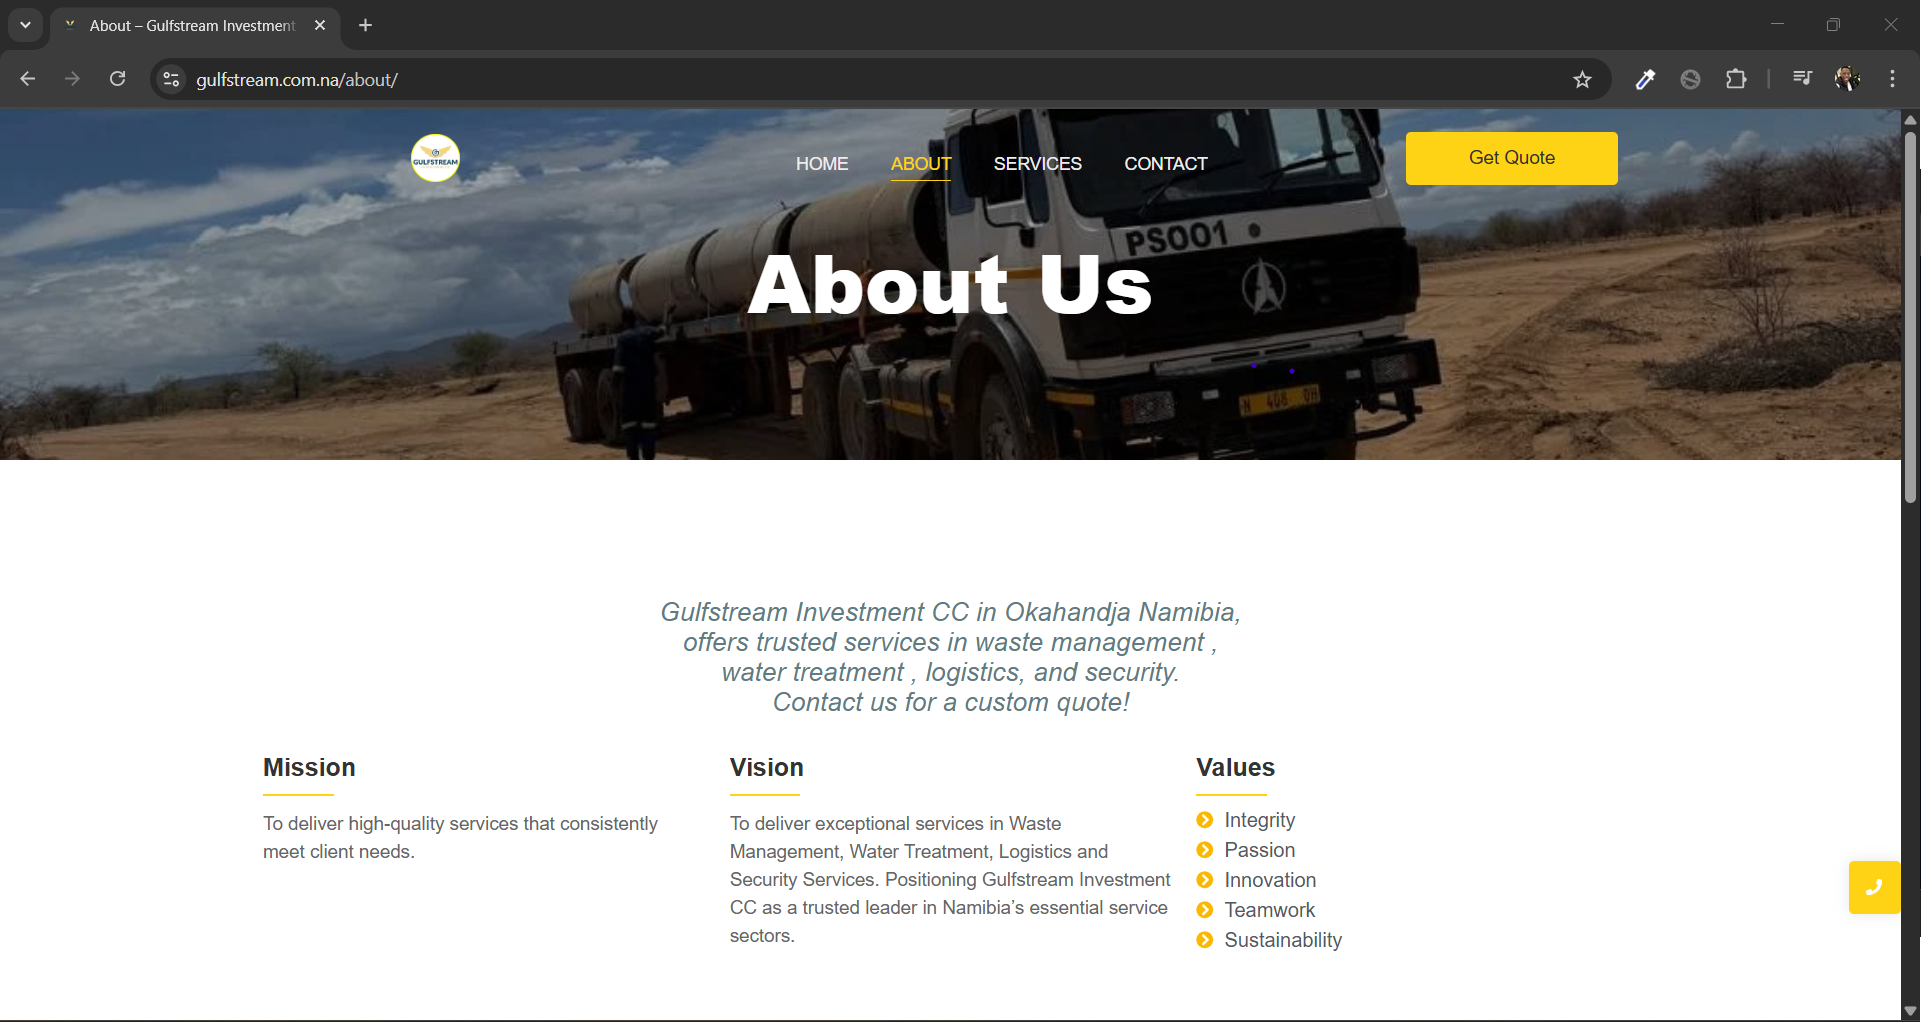 About – Gulfstream Investment
gulfstream.com.na/about/
GULFSTREAM
HOME ABOUT SERVICES CONTACT
Get Quote
PS001
About Us
Gulfstream Investment CC in Okahandja Namibia,
offers trusted services in waste management ,
water treatment , logistics, and security.
Contact us for a custom quote!
Mission
To deliver high-quality services that consistently
meet client needs.
Vision
To deliver exceptional services in Waste
Management, Water Treatment, Logistics and
Security Services. Positioning Gulfstream Investment
CC as a trusted leader in Namibia’s essential service
sectors.
Values
Integrity
Passion
Innovation
Teamwork
Sustainability